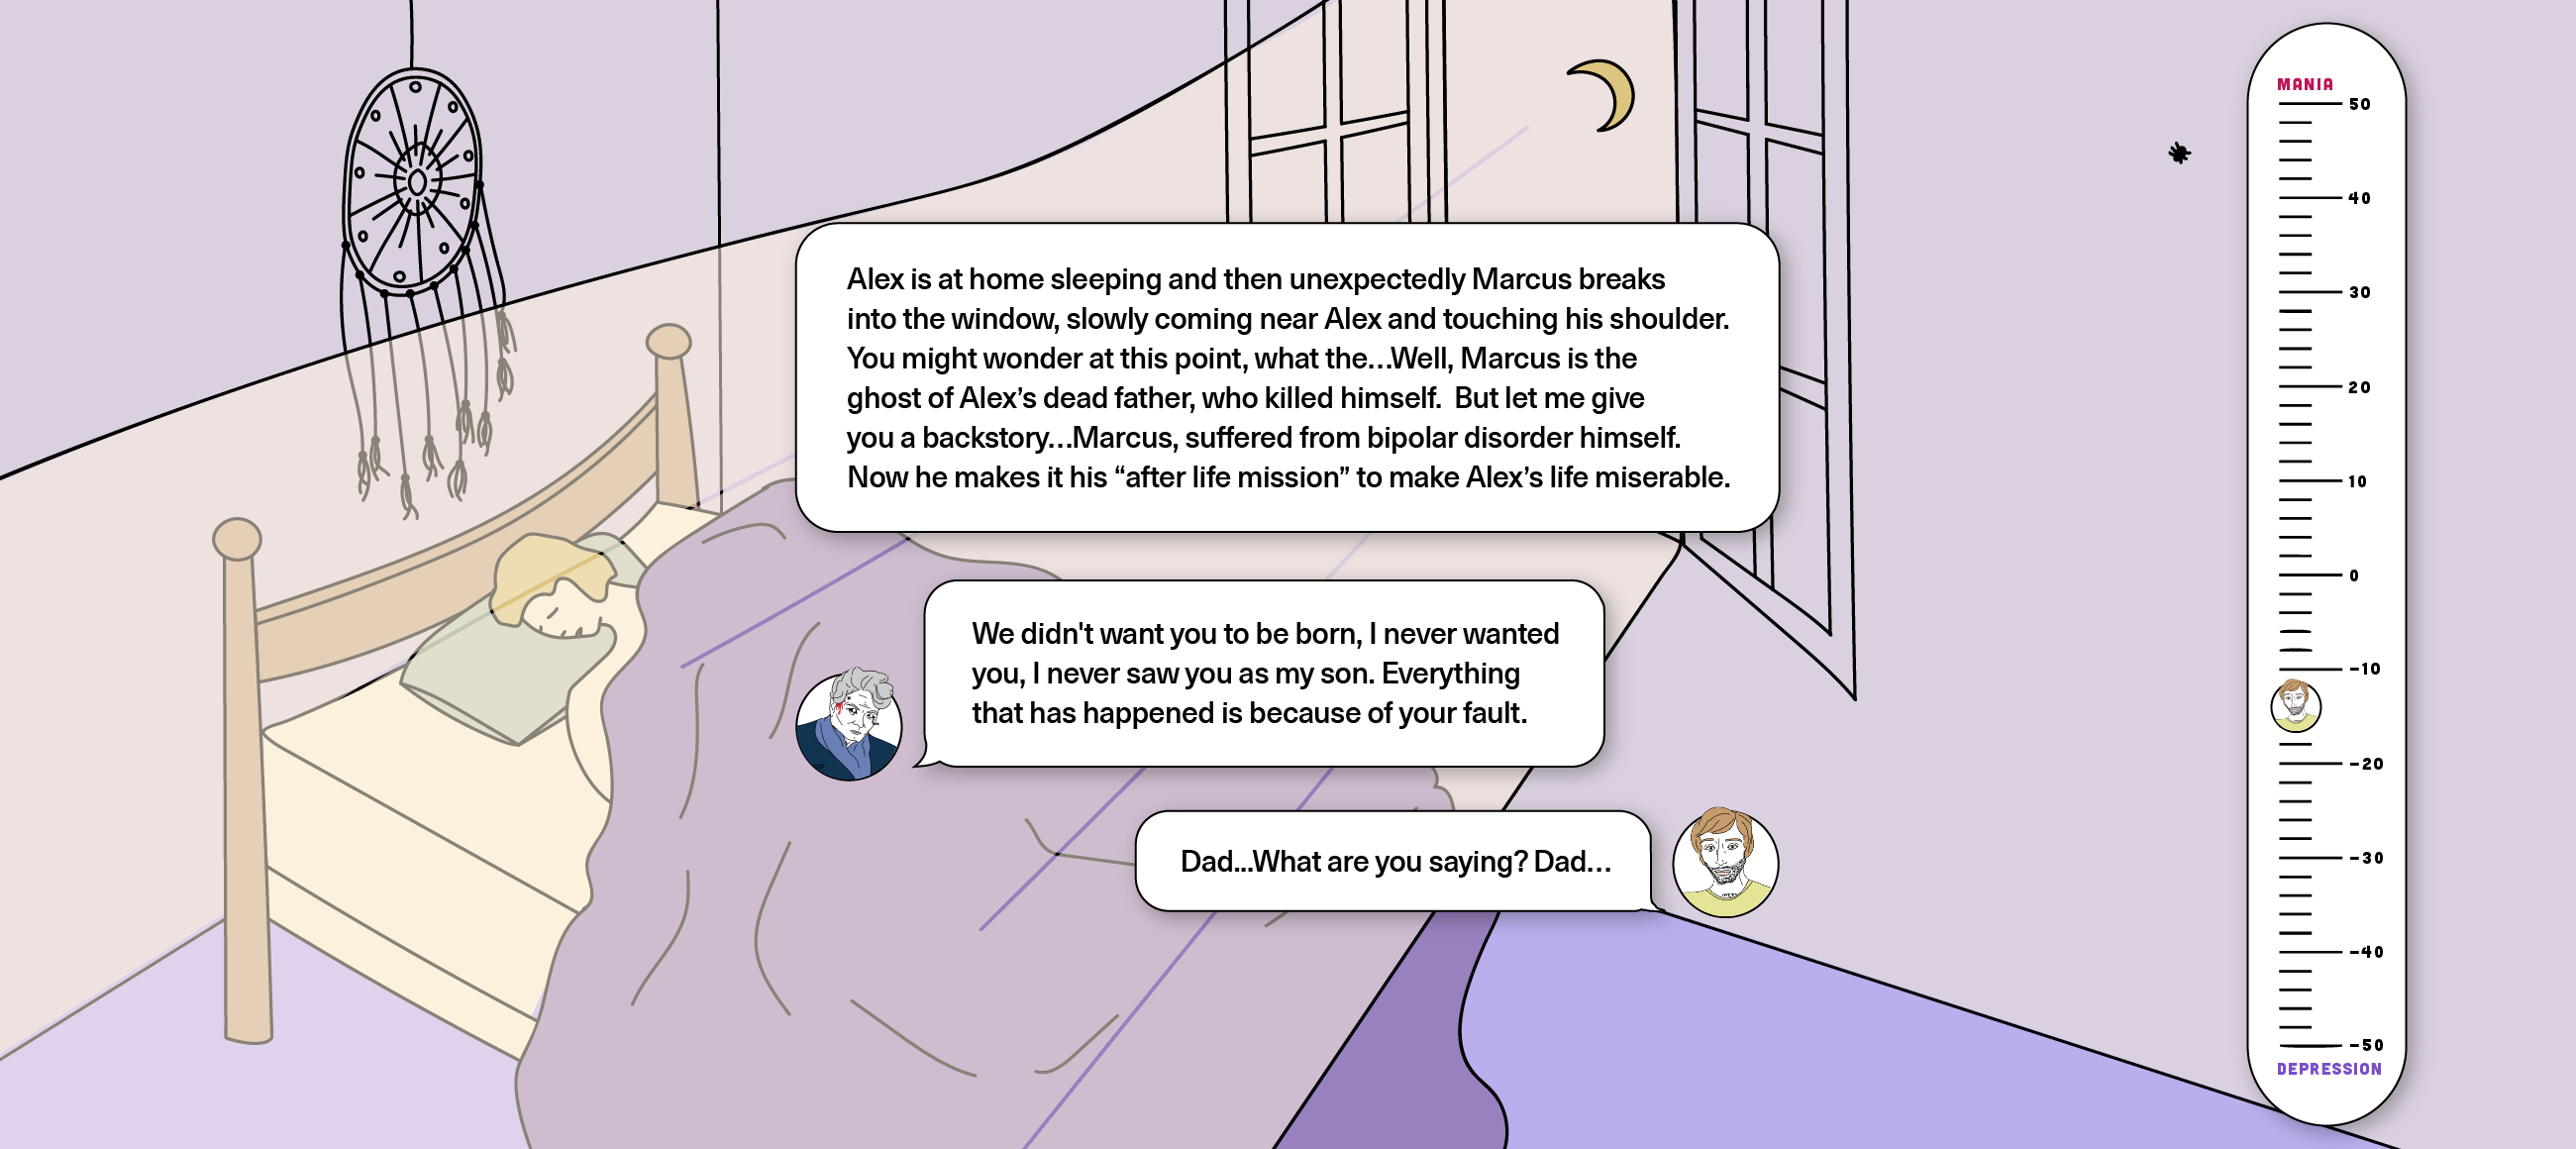 Alex is at home sleeping and then unexpectedly Marcus breaks
into the window, slowly coming near Alex and touching his shoulder.
You might wonder at this point, what the...Well, Marcus is the
ghost of Alex’s dead father, who killed himself.  But let me give
you a backstory...Marcus, suffered from bipolar disorder himself.
Now he makes it his “after life mission” to make Alex’s life miserable.
We didn't want you to be born, I never wanted
you, I never saw you as my son. Everything
that has happened is because of your fault.
Dad...What are you saying? Dad...
MANIA
50
40
30
20
10
0
-10
-20
-30
-40
-50
DEPRESSION